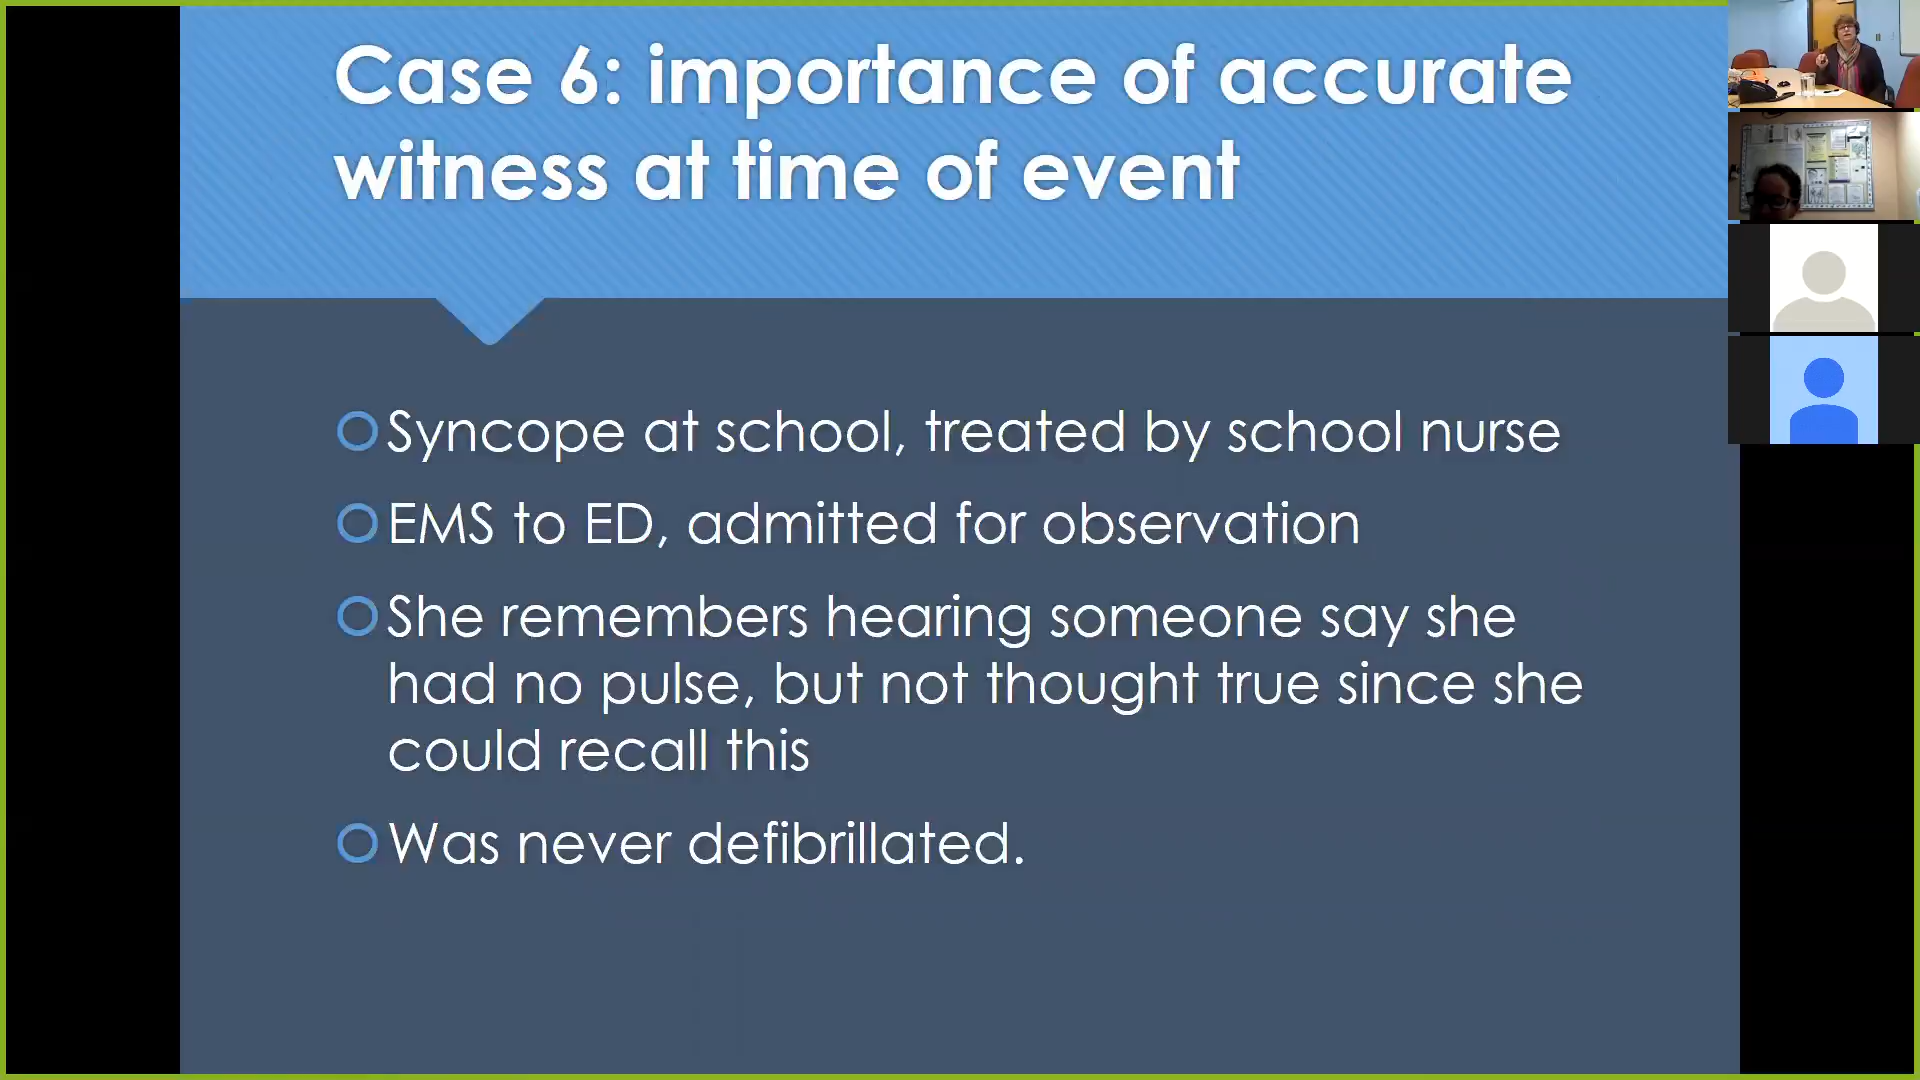 Case 6: importance of accurate
witness at time of event
Syncope at school, treated by school nurse
EMS to ED, admitted for observation
She remembers hearing someone say she
had no pulse, but not thought true since she
could recall this
Was never defibrillated.